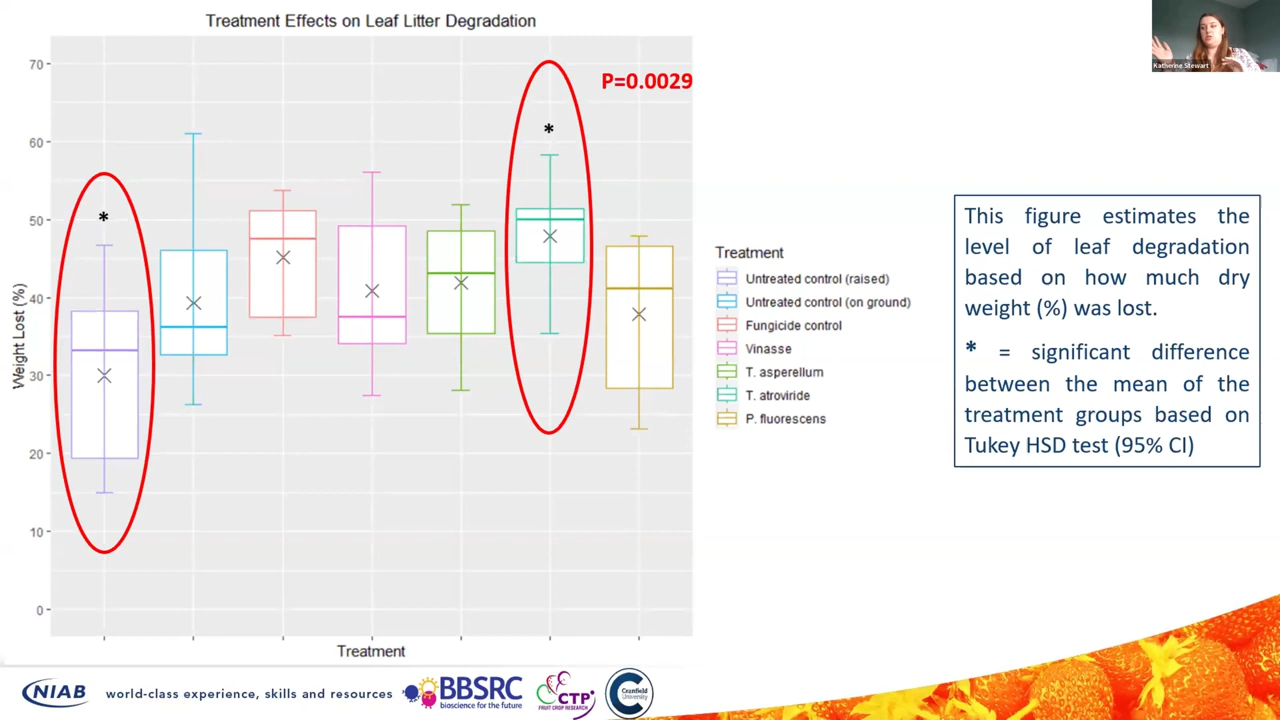 Treatment Effects on Leaf Litter Degradation
Katherine Stewart
P=0.0029
Weight Lost (%)
70
60
50
40
30
20
10
0
*
*
Treatment
Treatment
Untreated control (raised)
Untreated control (on ground)
Fungicide control
Vinasse
T. asperellum
T. atroviride
P. fluorescens
This figure estimates the
level of leaf degradation
based on how much dry
weight (%) was lost.
* = significant difference
between the mean of the
treatment groups based on
Tukey HSD test (95% CI)
NIAB
world-class experience, skills and resources
BBSRC
bioscience for the future
CTP
FRUIT CROP RESEARCH
Cranfield
University